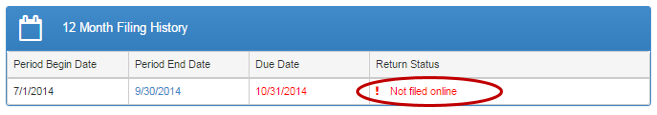 12 Month Filing History
Period Begin Date Period End Date Due Date Return Status
7/1/2014 9/30/2014 10/31/2014 ! Not filed online